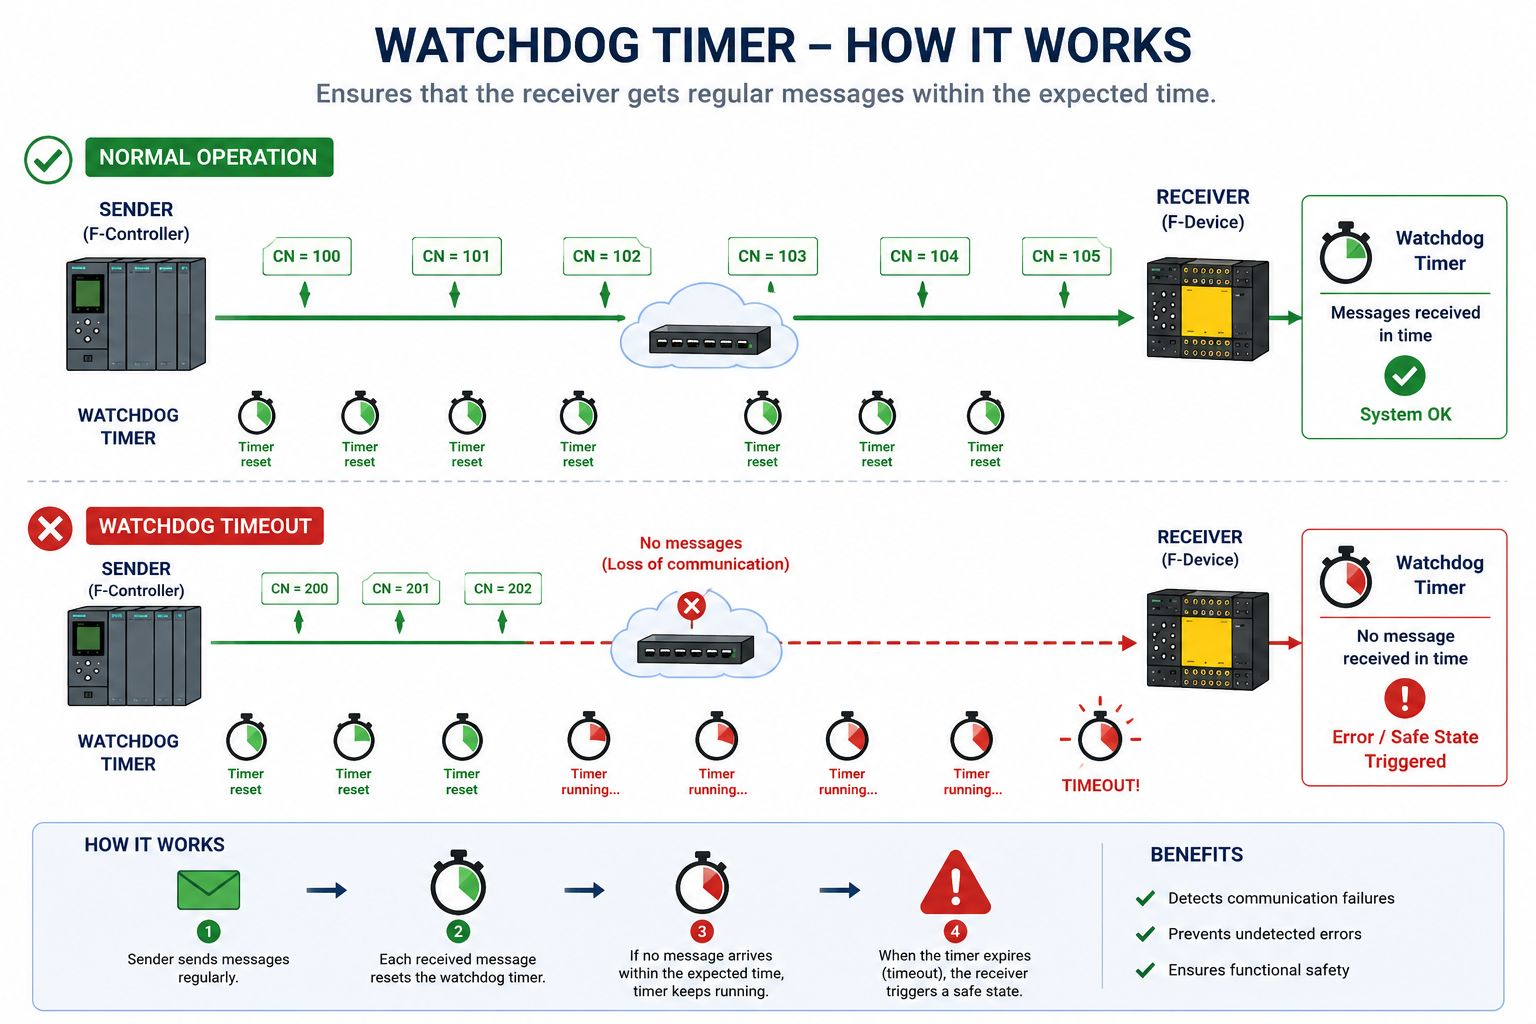 WATCHDOG TIMER – HOW IT WORKS
Ensures that the receiver gets regular messages within the expected time.
NORMAL OPERATION
SENDER
(F-Controller)
CN = 100
CN = 101
CN = 102
CN = 103
CN = 104
CN = 105
RECEIVER
(F-Device)
Watchdog
Timer
Messages received
in time
System OK
WATCHDOG
TIMER
Timer
reset
Timer
reset
Timer
reset
Timer
reset
Timer
reset
Timer
reset
Timer
reset
WATCHDOG TIMEOUT
SENDER
(F-Controller)
CN = 200
CN = 201
CN = 202
No messages
(Loss of communication)
RECEIVER
(F-Device)
Watchdog
Timer
No message
received in time
Error / Safe State
Triggered
WATCHDOG
TIMER
Timer
reset
Timer
reset
Timer
reset
Timer
running...
Timer
running...
Timer
running...
Timer
running...
TIMEOUT!
HOW IT WORKS
1
Sender sends messages
regularly.
2
Each received message
resets the watchdog timer.
3
If no message arrives
within the expected time,
timer keeps running.
4
When the timer expires
(timeout), the receiver
triggers a safe state.
BENEFITS
Detects communication failures
Prevents undetected errors
Ensures functional safety